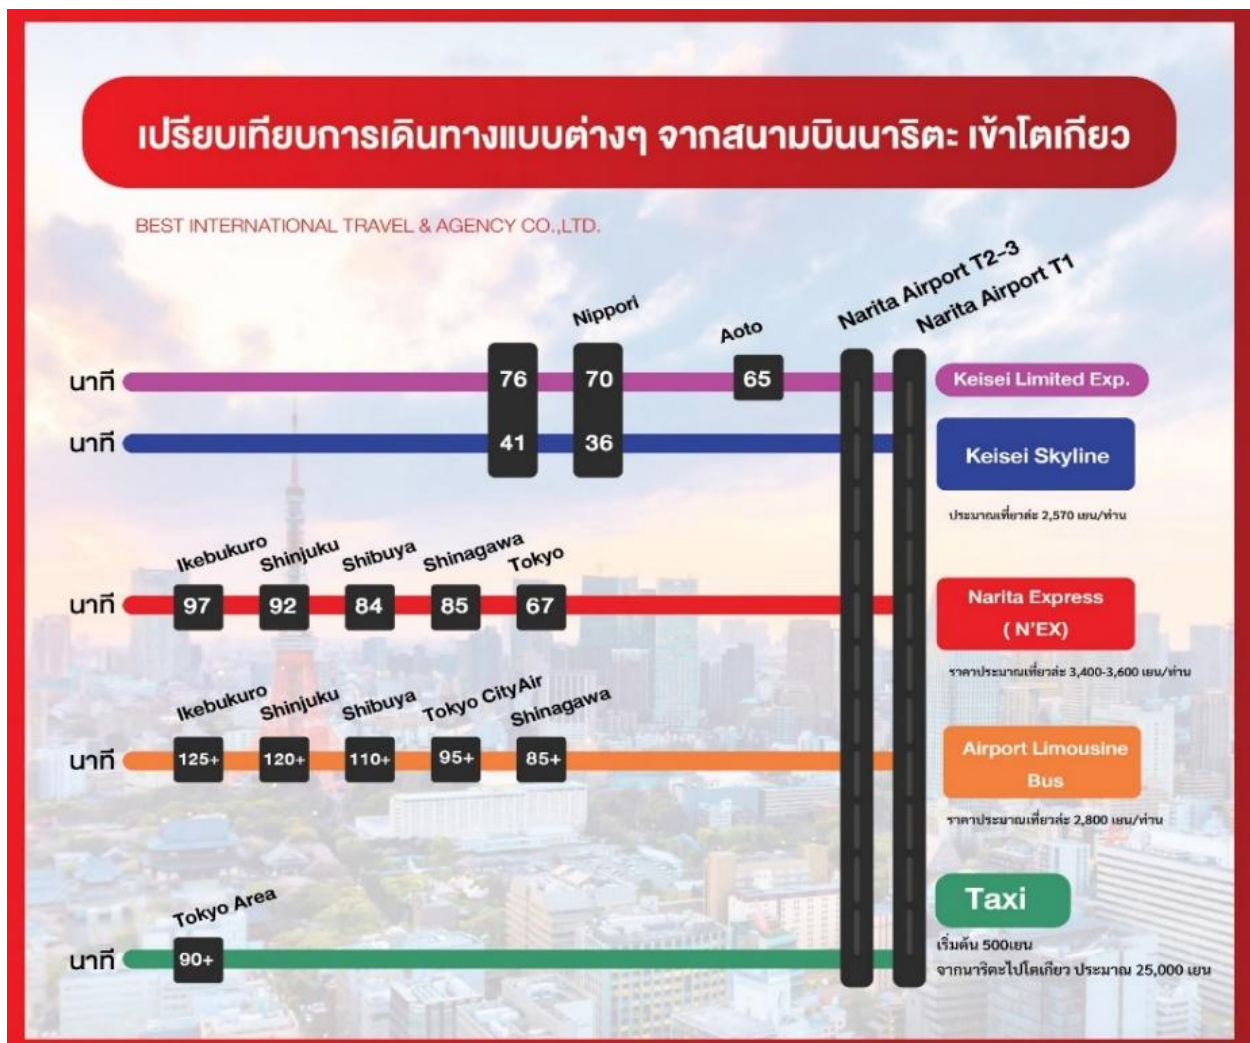 เปรียบเทียบการเดินทางแบบต่างๆ จากสนามบินนาริตะ เข้าโตเกียว
BEST INTERNATIONAL TRAVEL & AGENCY CO.,LTD.
Narita Airport T2-3
Narita Airport T1
Nippori
Aoto
นาที
76
70
65
Keisei Limited Exp.
นาที
41
36
Keisei Skyline
ประมาณเที่ยวล่ะ 2,570 เยน/ท่าน
Ikebukuro
Shinjuku
Shibuya
Shinagawa
Tokyo
นาที
97
92
84
85
67
Narita Express
( N'EX)
ราคาประมาณเที่ยวล่ะ 3,400-3,600 เยน/ท่าน
Ikebukuro
Shinjuku
Shibuya
Tokyo CityAir
Shinagawa
นาที
125+
120+
110+
95+
85+
Airport Limousine
Bus
ราคาประมาณเที่ยวล่ะ 2,800 เยน/ท่าน
Tokyo Area
นาที
90+
Taxi
เริ่มต้น 500เยน
จากนาริตะไปโตเกียว ประมาณ 25,000 เยน